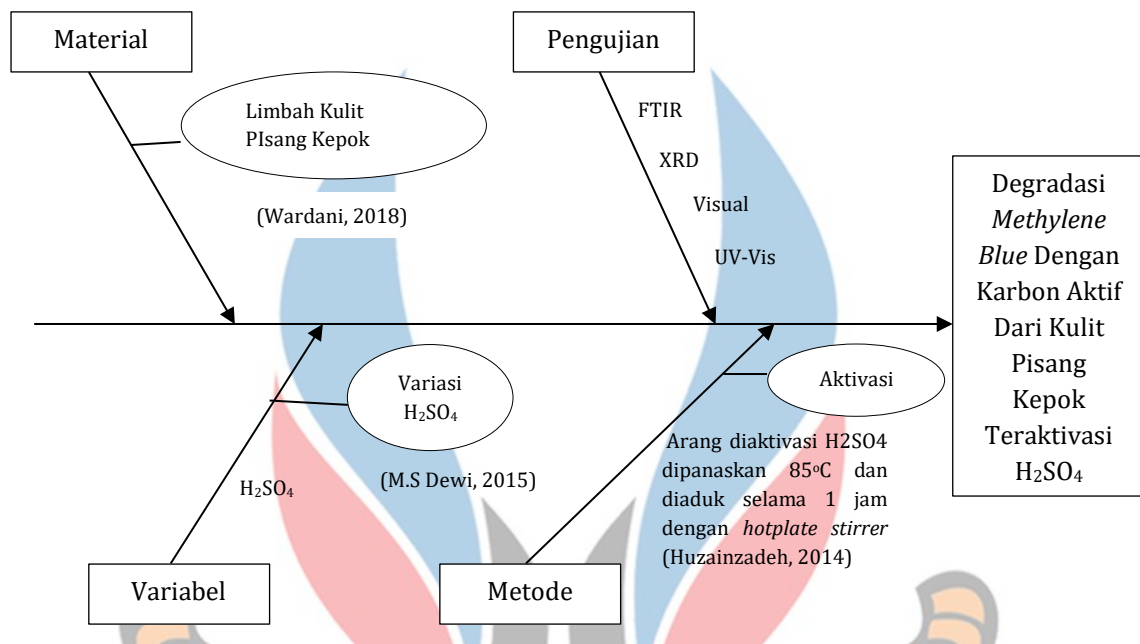 Material
Pengujian
Limbah Kulit
PIsang Kepok
(Wardani, 2018)
FTIR
XRD
Visual
UV-Vis
Degradasi
Methylene
Blue Dengan
Karbon Aktif
Dari Kulit
Pisang
Kepok
Teraktivasi
H₂SO₄
Variasi
H₂SO₄
(M.S Dewi, 2015)
H₂SO₄
Aktivasi
Arang diaktivasi H2SO4
dipanaskan 85ºC dan
diaduk selama 1 jam
dengan hotplate stirrer
(Huzainzadeh, 2014)
Variabel
Metode